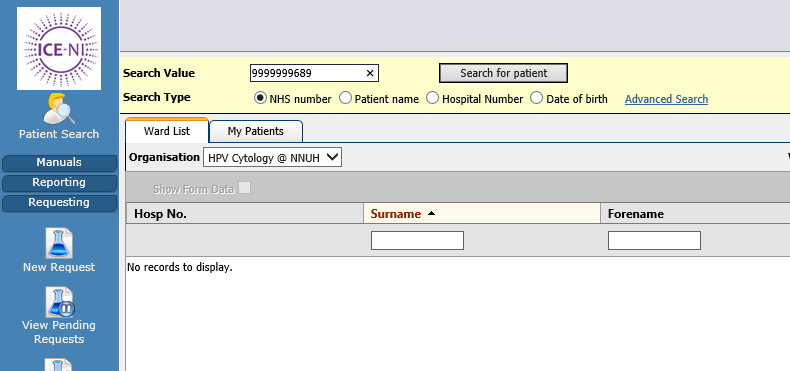 ICE-NI
Patient Search
Manuals
Reporting
Requesting
New Request
View Pending
Requests
Search Value 9999999689 × Search for patient
Search Type NHS number Patient name Hospital Number Date of birth Advanced Search
Ward List My Patients
Organisation HPV Cytology @ NNUH
Show Form Data
Hosp No. Surname Forename
No records to display.